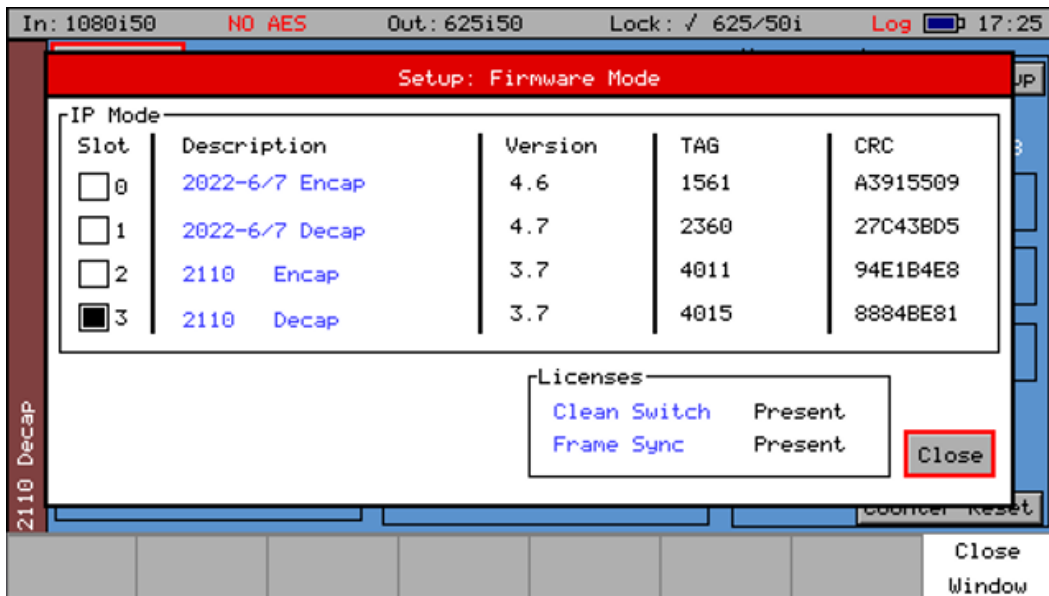 In: 1080i50 NO AES Out: 625i50 Lock: √ 625/50i Log 17:25
Setup: Firmware Mode
IP Mode
Slot Description Version TAG CRC
0 2022-6/7 Encap 4.6 1561 A3915509
1 2022-6/7 Decap 4.7 2360 27C43BD5
2 2110 Encap 3.7 4011 94E1B4E8
3 2110 Decap 3.7 4015 8884BE81
Licenses
Clean Switch Present
Frame Sync Present
Close
2110 Decap
Counter Reset
Close
Window